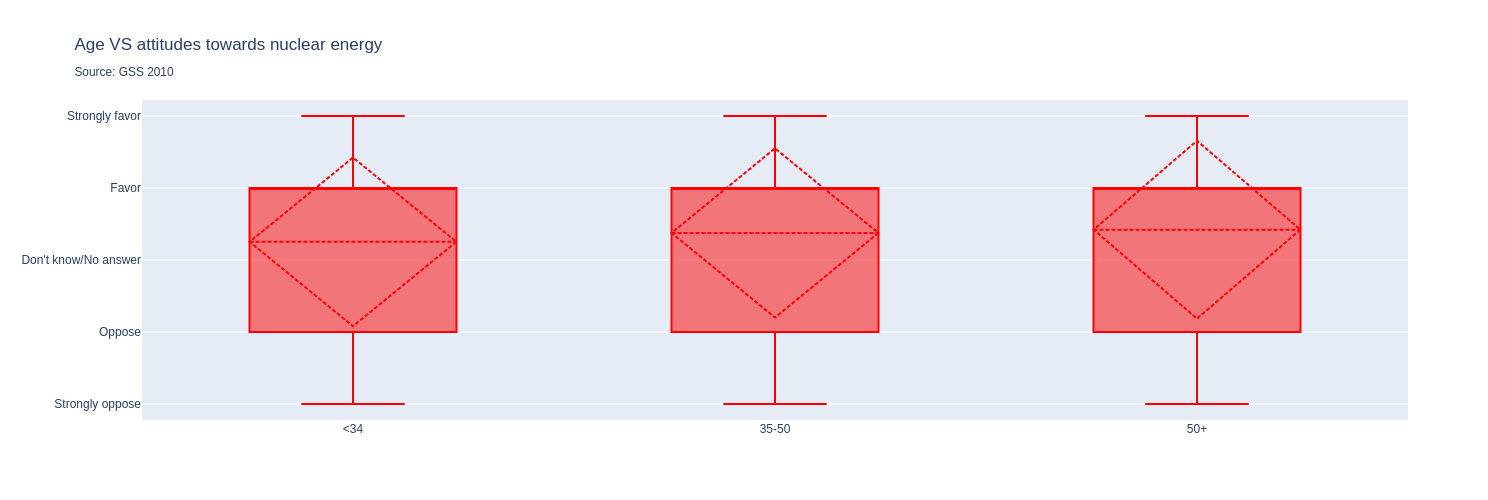 Age VS attitudes towards nuclear energy
Source: GSS 2010
Strongly favor
Favor
Don't know/No answer
Oppose
Strongly oppose
<34
35-50
50+